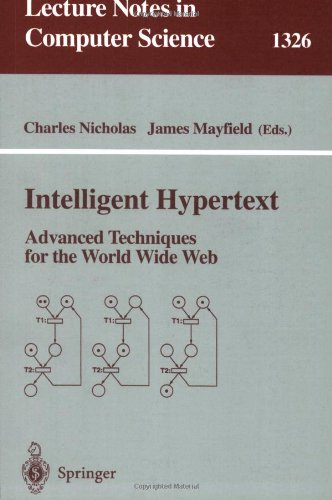 Lecture Notes in
Computer Science 1326
Charles Nicholas James Mayfield (Eds.)
Intelligent Hypertext
Advanced Techniques
for the World Wide Web
T1: T1: T1:
T2: T2: T2:
Springer